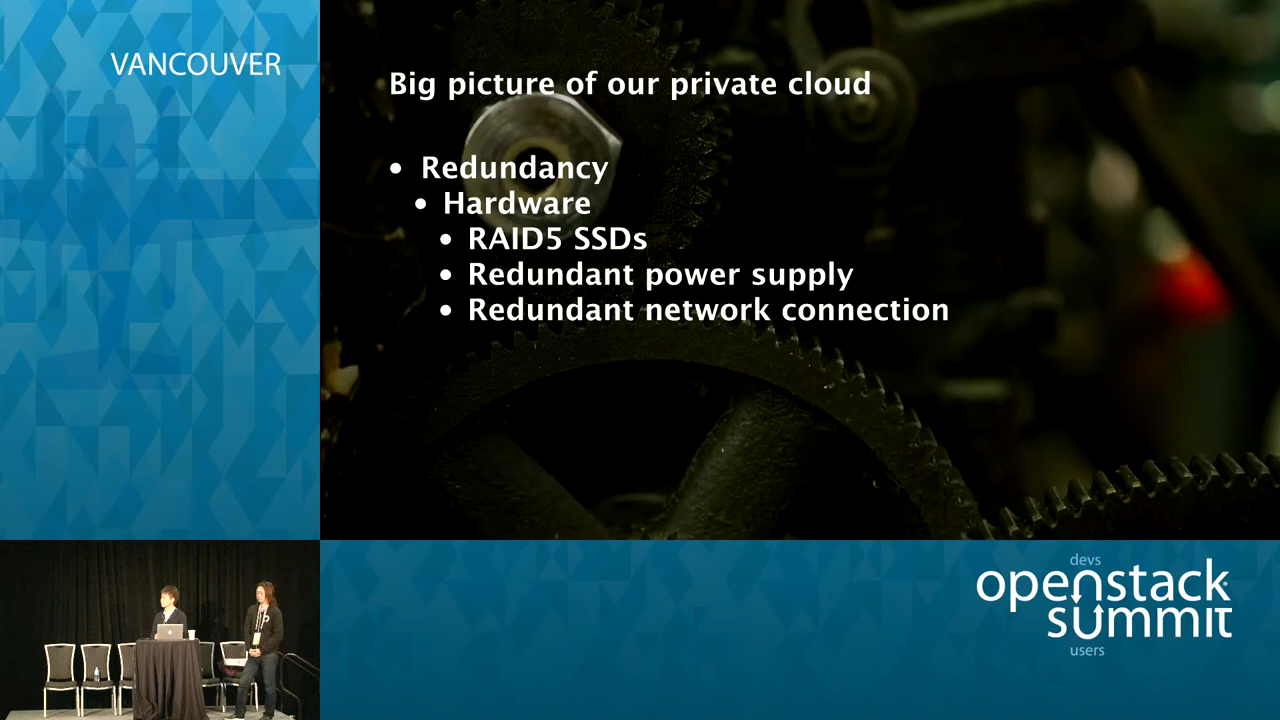 VANCOUVER
Big picture of our private cloud
• Redundancy
• Hardware
• RAID5 SSDs
• Redundant power supply
• Redundant network connection
devs
openstack
summit
users